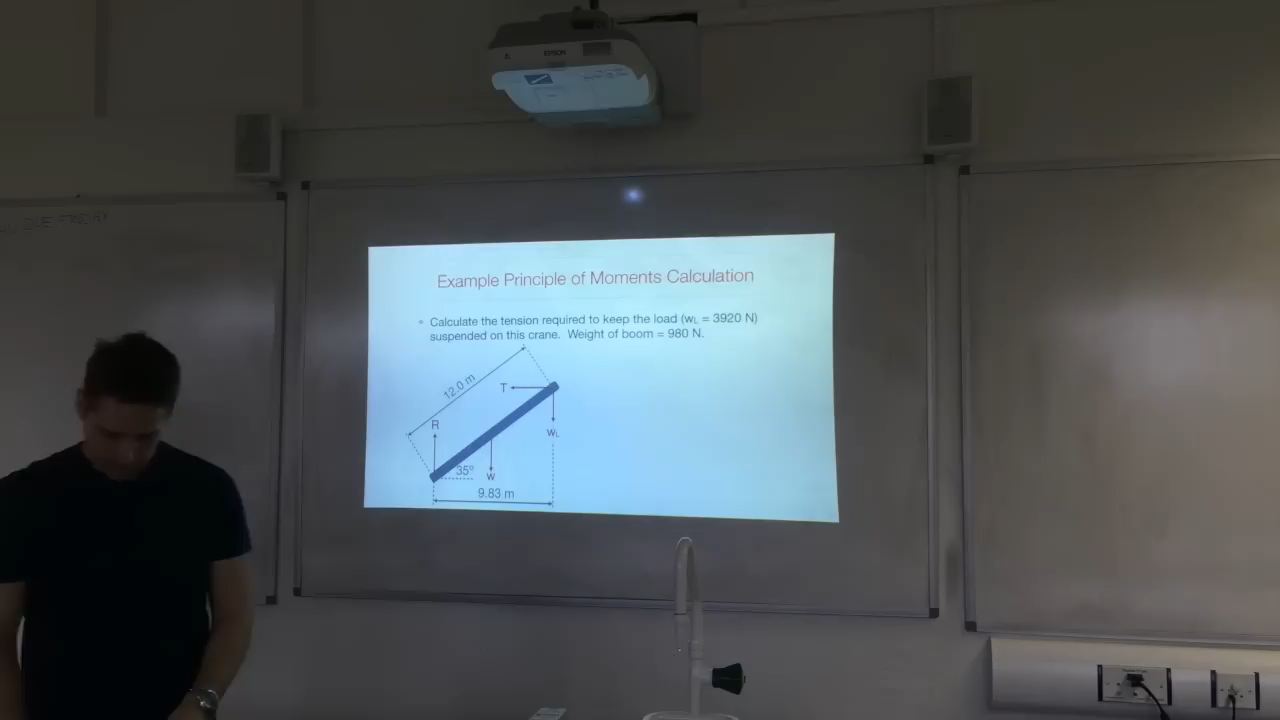 EPSON
Example Principle of Moments Calculation
Calculate the tension required to keep the load (wL = 3920 N)
suspended on this crane. Weight of boom = 980 N.
12.0 m
T
R
wL
35º
w
9.83 m